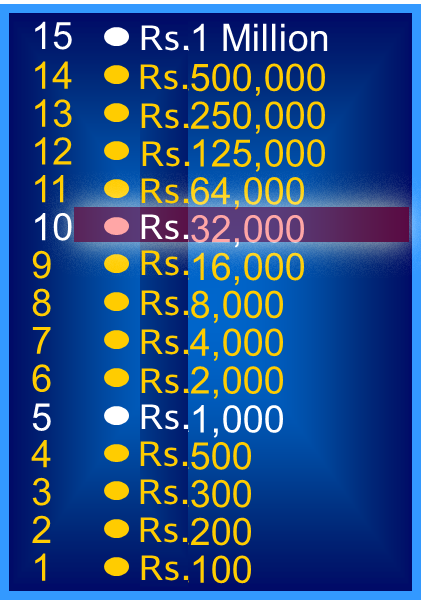 15 Rs.1 Million
14 Rs.500,000
13 Rs.250,000
12 Rs.125,000
11 Rs.64,000
10 Rs.32,000
9 Rs.16,000
8 Rs.8,000
7 Rs.4,000
6 Rs.2,000
5 Rs.1,000
4 Rs.500
3 Rs.300
2 Rs.200
1 Rs.100